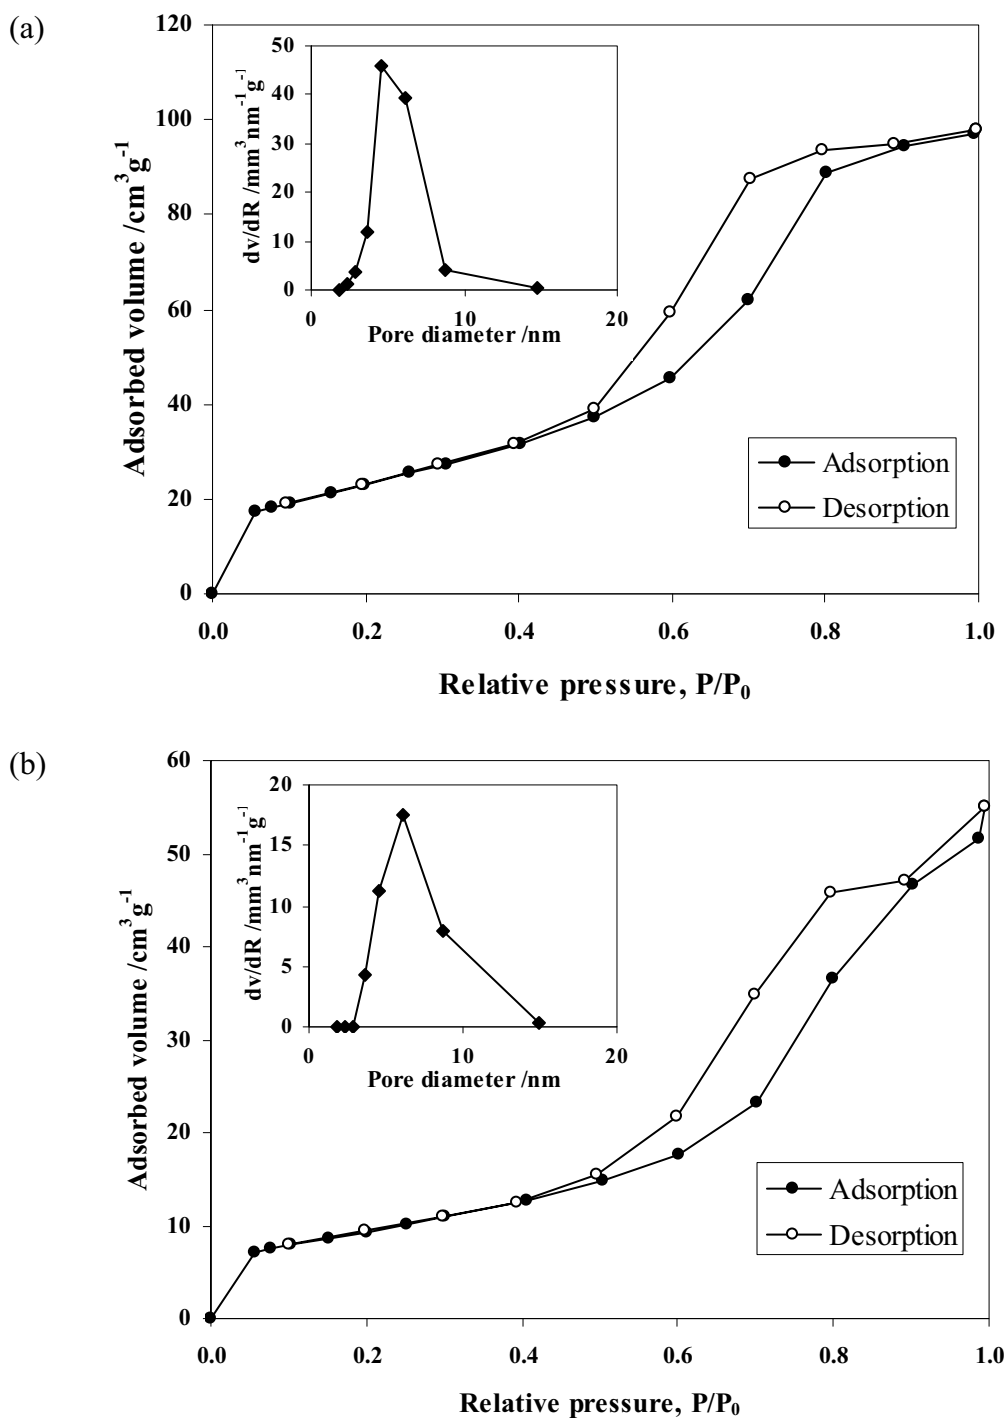 (a)
120
100
80
60
40
20
0
Adsorbed volume /cm³g⁻¹
50
40
30
20
10
0
dv/dR /mm³nm⁻¹g⁻¹
0 10 20
Pore diameter /nm
Adsorption
Desorption
0.0 0.2 0.4 0.6 0.8 1.0
Relative pressure, P/P₀
(b)
60
50
40
30
20
10
0
Adsorbed volume /cm³g⁻¹
20
15
10
5
0
dv/dR /mm³nm⁻¹g⁻¹
0 10 20
Pore diameter /nm
Adsorption
Desorption
0.0 0.2 0.4 0.6 0.8 1.0
Relative pressure, P/P₀